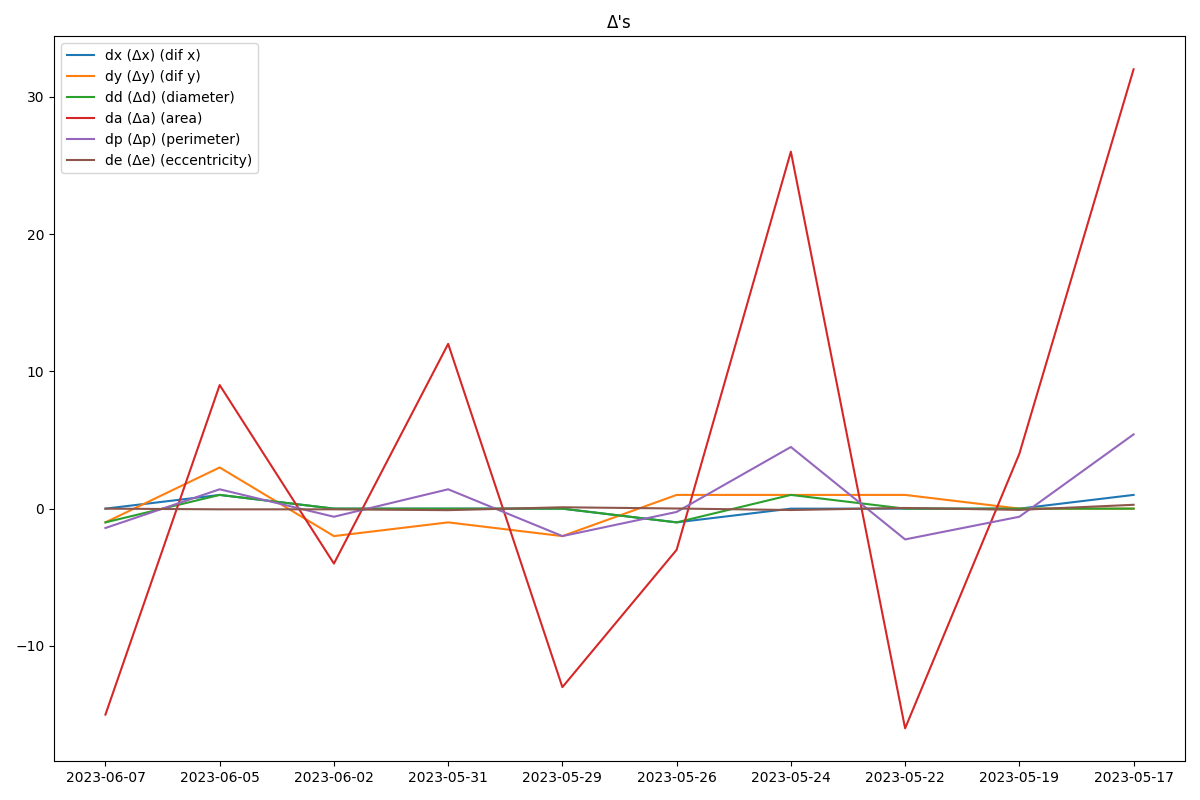 Δ's
dx (Δx) (dif x)
dy (Δy) (dif y)
dd (Δd) (diameter)
da (Δa) (area)
dp (Δp) (perimeter)
de (Δe) (eccentricity)
30
20
10
0
−10
2023-06-07 2023-06-05 2023-06-02 2023-05-31 2023-05-29 2023-05-26 2023-05-24 2023-05-22 2023-05-19 2023-05-17